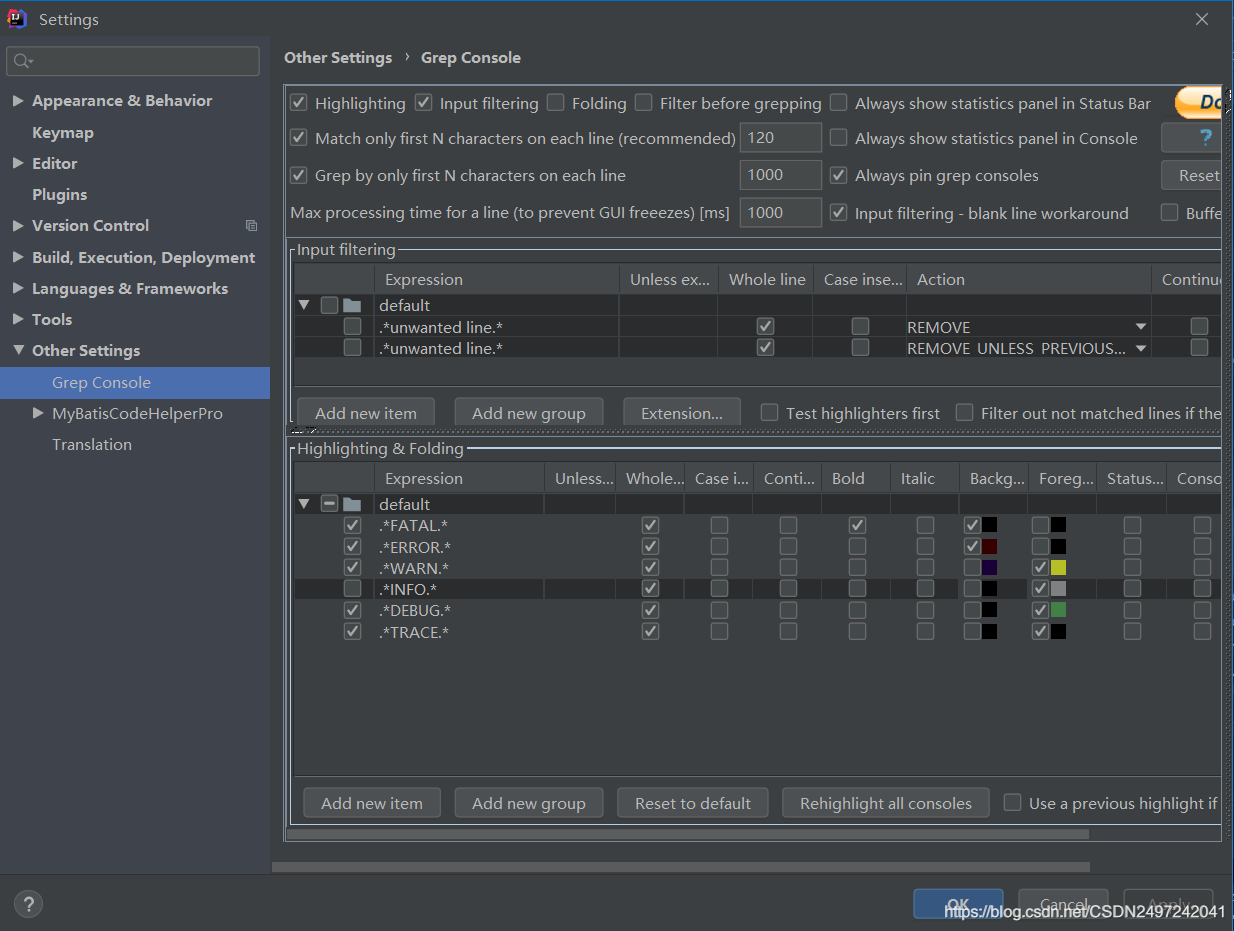 Settings
Other Settings › Grep Console
Appearance & Behavior
Keymap
Editor
Plugins
Version Control
Build, Execution, Deployment
Languages & Frameworks
Tools
Other Settings
Grep Console
MyBatisCodeHelperPro
Translation
Highlighting Input filtering Folding Filter before grepping Always show statistics panel in Status Bar Do
Match only first N characters on each line (recommended) 120 Always show statistics panel in Console ?
Grep by only first N characters on each line 1000 Always pin grep consoles Reset
Max processing time for a line (to prevent GUI freeezes) [ms] 1000 Input filtering - blank line workaround Buffe
Input filtering
Expression Unless ex... Whole line Case inse... Action Continu
default
.*unwanted line.* REMOVE
.*unwanted line.* REMOVE_UNLESS_PREVIOUS...
Add new item Add new group Extension... Test highlighters first Filter out not matched lines if the
Highlighting & Folding
Expression Unless... Whole... Case i... Conti... Bold Italic Backg... Foreg... Status... Conso
default
.*FATAL.*
.*ERROR.*
.*WARN.*
.*INFO.*
.*DEBUG.*
.*TRACE.*
Add new item Add new group Reset to default Rehighlight all consoles Use a previous highlight if
? OK Cancel Apply
https://blog.csdn.net/CSDN2497242041